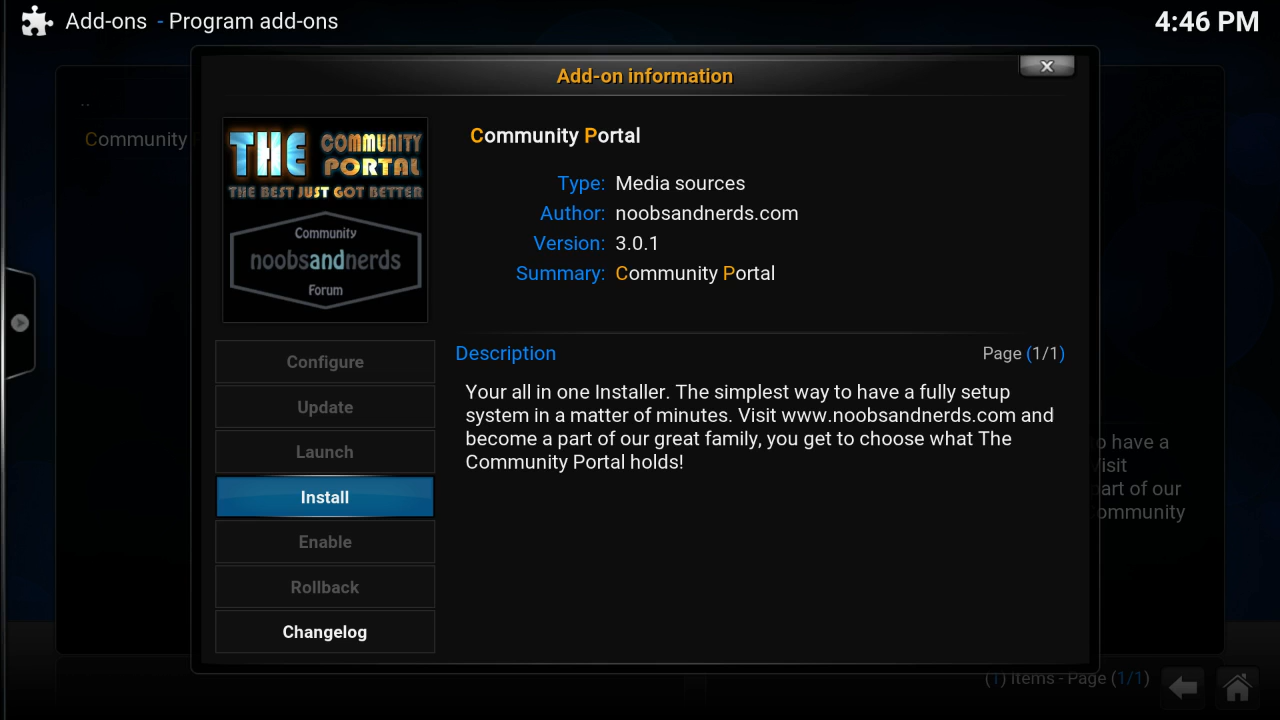 Add-ons - Program add-ons
4:46 PM
Add-on information
..
Community
THE COMMUNITY
PORTAL
THE BEST JUST GOT BETTER
Community
noobsandnerds
Forum
Community Portal
Type: Media sources
Author: noobsandnerds.com
Version: 3.0.1
Summary: Community Portal
Configure
Update
Launch
Install
Enable
Rollback
Changelog
Description
Page (1/1)
Your all in one Installer. The simplest way to have a fully setup
system in a matter of minutes. Visit www.noobsandnerds.com and
become a part of our great family, you get to choose what The
Community Portal holds!
have a
Visit
part of our
ommunity
(1) Items - Page (1/1)